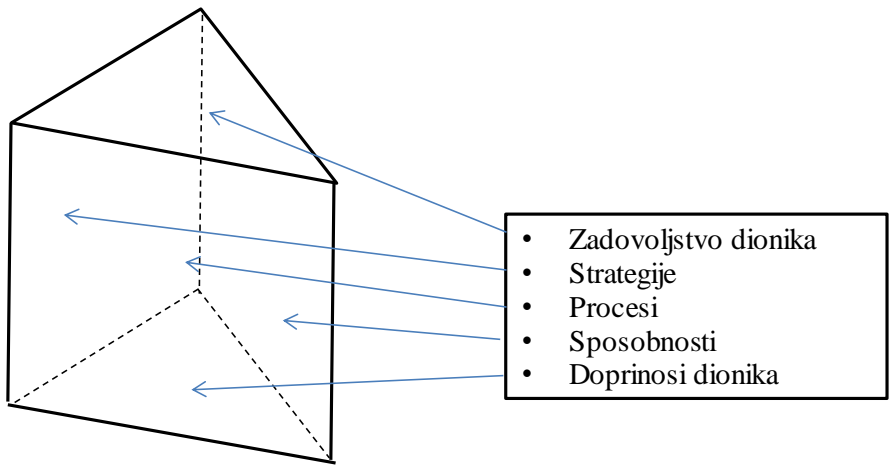 • Zadovoljstvo dionika
• Strategije
• Procesi
• Sposobnosti
• Doprinosi dionika